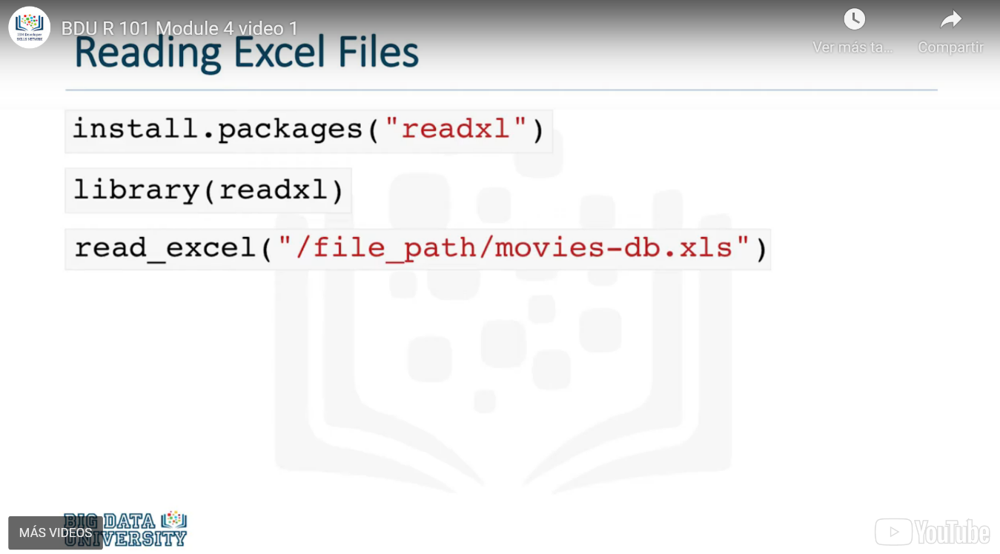 BDU R 101 Module 4 video 1
Ver más ta...
Compartir
Reading Excel Files
install.packages("readxl")
library(readxl)
read_excel("/file_path/movies-db.xls")
MÁS VIDEOS
BIG DATA
UNIVERSITY
YouTube